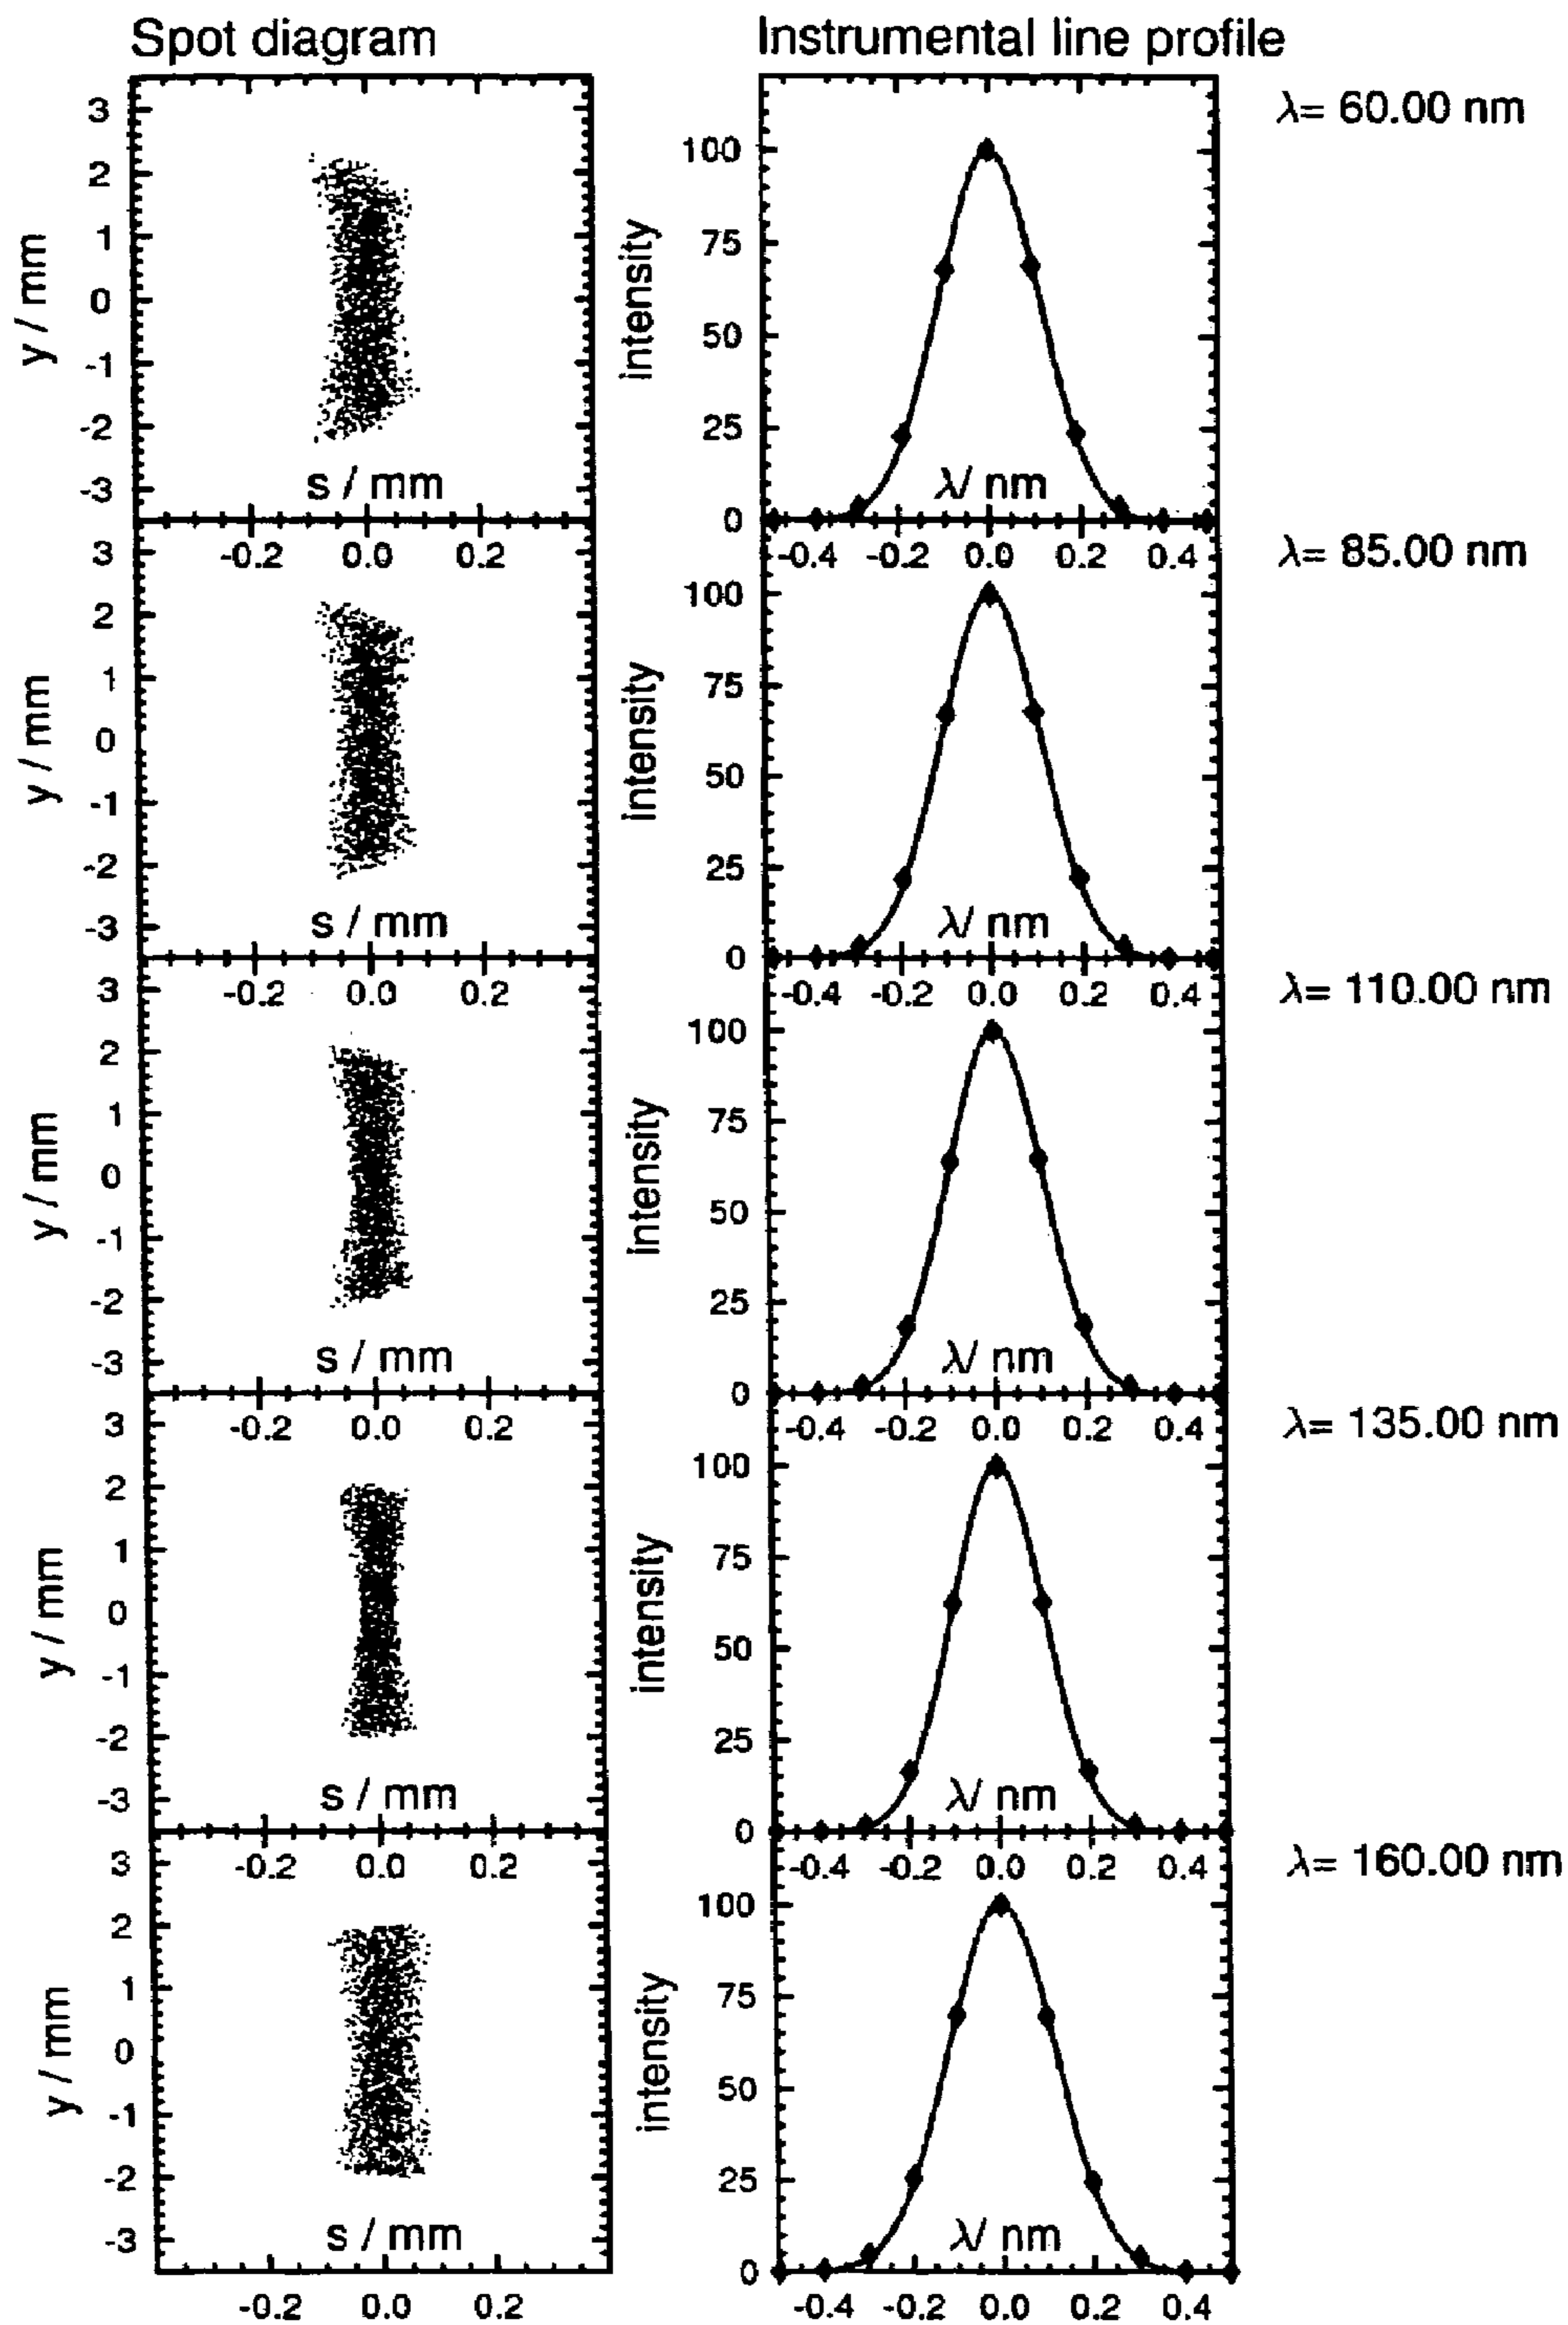 Spot diagram
Instrumental line profile
λ= 60.00 nm
3
2
1
0
-1
-2
-3
y / mm
s / mm
-0.2 0.0 0.2
100
75
50
25
0
intensity
λ/ nm
-0.4 -0.2 0.0 0.2 0.4
λ= 85.00 nm
3
2
1
0
-1
-2
-3
y / mm
s / mm
-0.2 0.0 0.2
100
75
50
25
0
intensity
λ/ nm
-0.4 -0.2 0.0 0.2 0.4
λ= 110.00 nm
3
2
1
0
-1
-2
-3
y / mm
s / mm
-0.2 0.0 0.2
100
75
50
25
0
intensity
λ/ nm
-0.4 -0.2 0.0 0.2 0.4
λ= 135.00 nm
3
2
1
0
-1
-2
-3
y / mm
s / mm
-0.2 0.0 0.2
100
75
50
25
0
intensity
λ/ nm
-0.4 -0.2 0.0 0.2 0.4
λ= 160.00 nm
3
2
1
0
-1
-2
-3
y / mm
s / mm
-0.2 0.0 0.2
100
75
50
25
0
intensity
λ/ nm
-0.4 -0.2 0.0 0.2 0.4